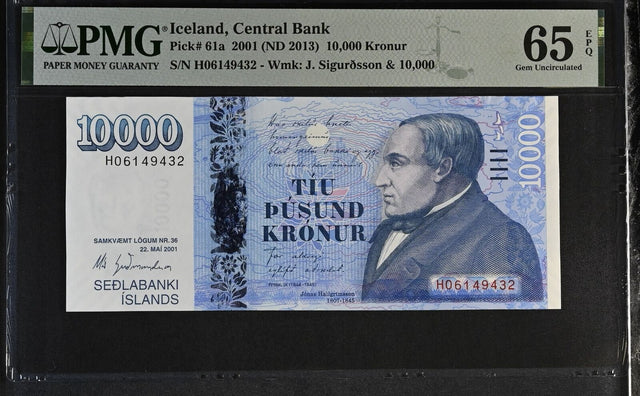 PMG
PAPER MONEY GUARANTY
Iceland, Central Bank
Pick# 61a 2001 (ND 2013) 10,000 Kronur
S/N H06149432 - Wmk: J. Sigurðsson & 10,000
65
EPQ
Gem Uncirculated
10000
H06149432
SAMKVÆMT LÖGUM NR. 36
22. MAÍ 2001
SEÐLABANKI
ÍSLANDS
TÍU
ÞÚSUND
KRÓNUR
Jónas Hallgrímsson
1807-1845
10000
H06149432